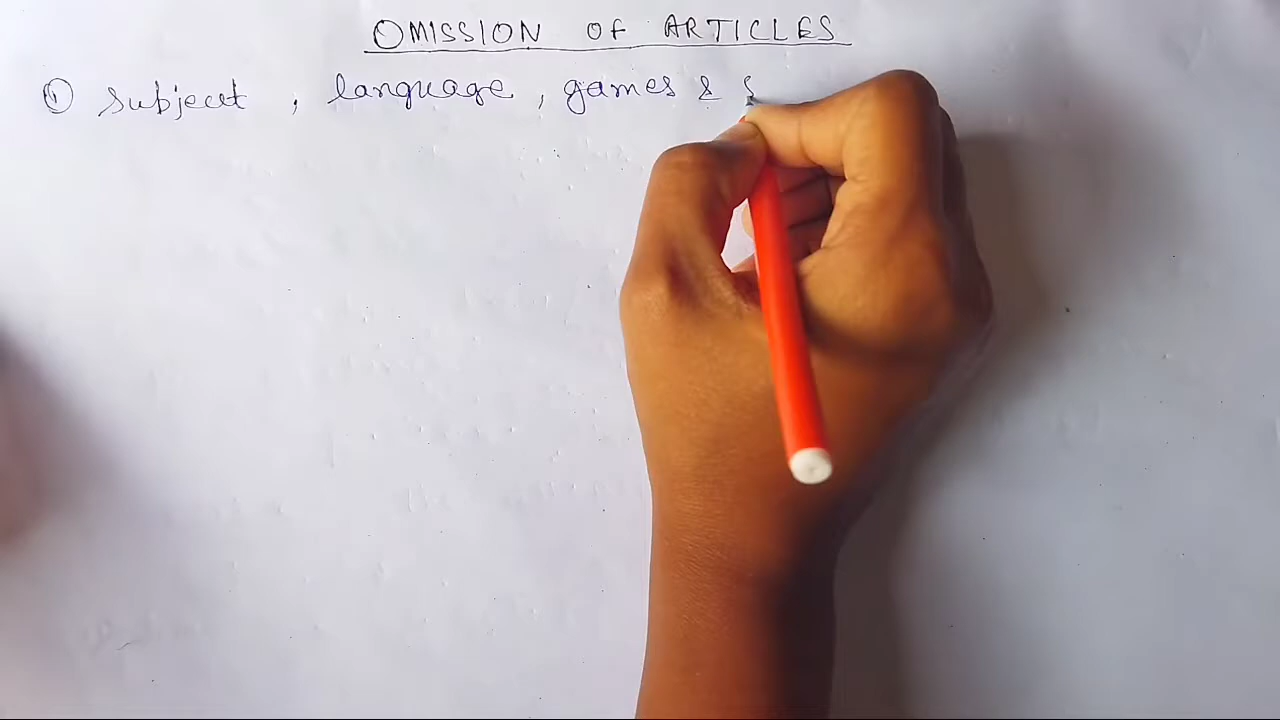 OMISSION OF ARTICLES
① subject , language , games & s